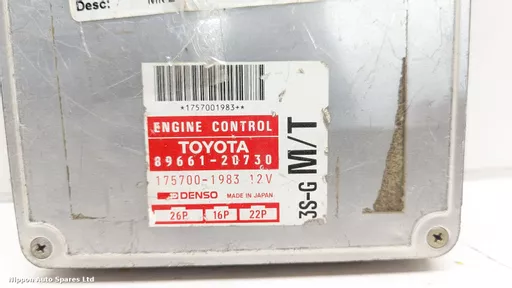 Desc:
*1757001983+*
ENGINE CONTROL
TOYOTA
89661-20730
175700-1983 12V
DENSO MADE IN JAPAN
26P 16P 22P
3S-G M/T
Nippon Auto Spares Ltd